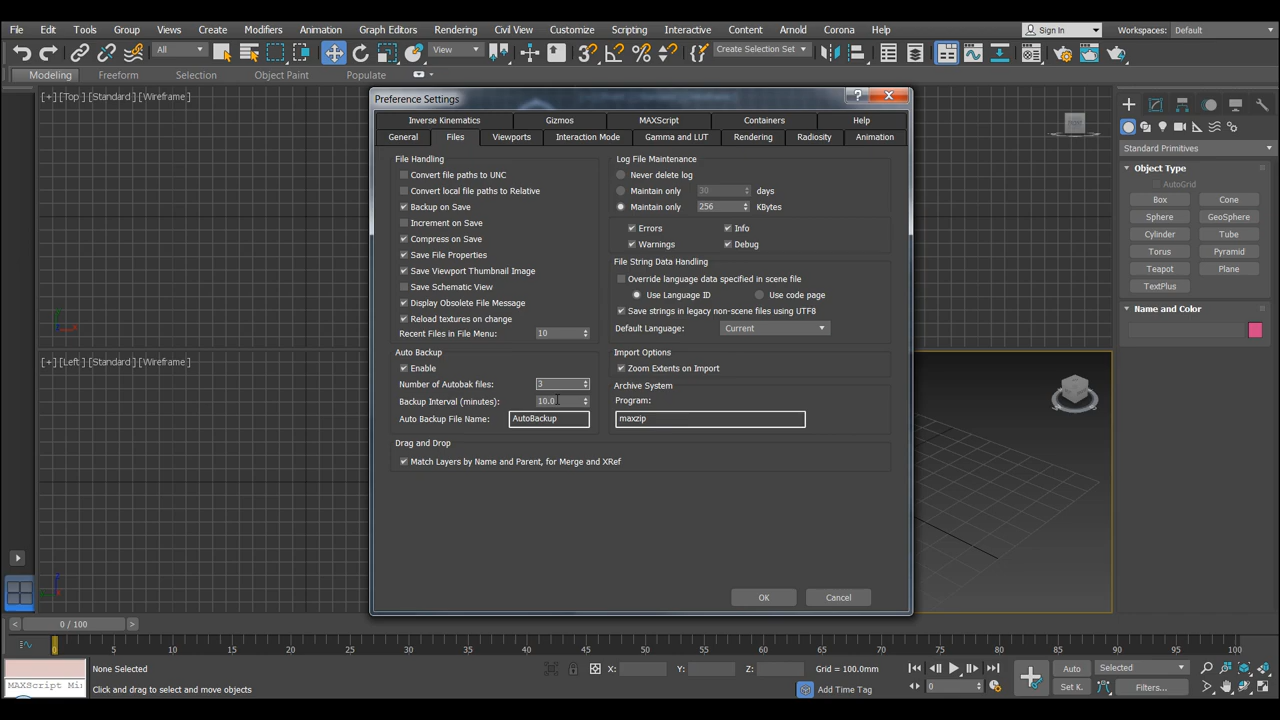 File Edit Tools Group Views Create Modifiers Animation Graph Editors Rendering Civil View Customize Scripting Interactive Content Arnold Corona Help Sign In Workspaces: Default
All View Create Selection Set
Modeling Freeform Selection Object Paint Populate
[+] [Top] [Standard] [Wireframe]
[+] [Left] [Standard] [Wireframe]
Preference Settings
Inverse Kinematics Gizmos MAXScript Containers Help
General Files Viewports Interaction Mode Gamma and LUT Rendering Radiosity Animation
File Handling
Convert file paths to UNC
Convert local file paths to Relative
Backup on Save
Increment on Save
Compress on Save
Save File Properties
Save Viewport Thumbnail Image
Save Schematic View
Display Obsolete File Message
Reload textures on change
Recent Files in File Menu: 10
Auto Backup
Enable
Number of Autobak files: 3
Backup Interval (minutes): 10.0
Auto Backup File Name: AutoBackup
Drag and Drop
Match Layers by Name and Parent, for Merge and XRef
Log File Maintenance
Never delete log
Maintain only 30 days
Maintain only 256 KBytes
Errors Info
Warnings Debug
File String Data Handling
Override language data specified in scene file
Use Language ID Use code page
Save strings in legacy non-scene files using UTF8
Default Language: Current
Import Options
Zoom Extents on Import
Archive System
Program:
maxzip
OK Cancel
Standard Primitives
Object Type
AutoGrid
Box Cone
Sphere GeoSphere
Cylinder Tube
Torus Pyramid
Teapot Plane
TextPlus
Name and Color
0 / 100
0 5 10 15 20 25 30 35 40 45 50 55 60 65 70 75 80 85 90 95 100
None Selected X: Y: Z: Grid = 100.0mm Auto Selected
MAXScript Mi: Click and drag to select and move objects Add Time Tag 0 Set K. Filters...